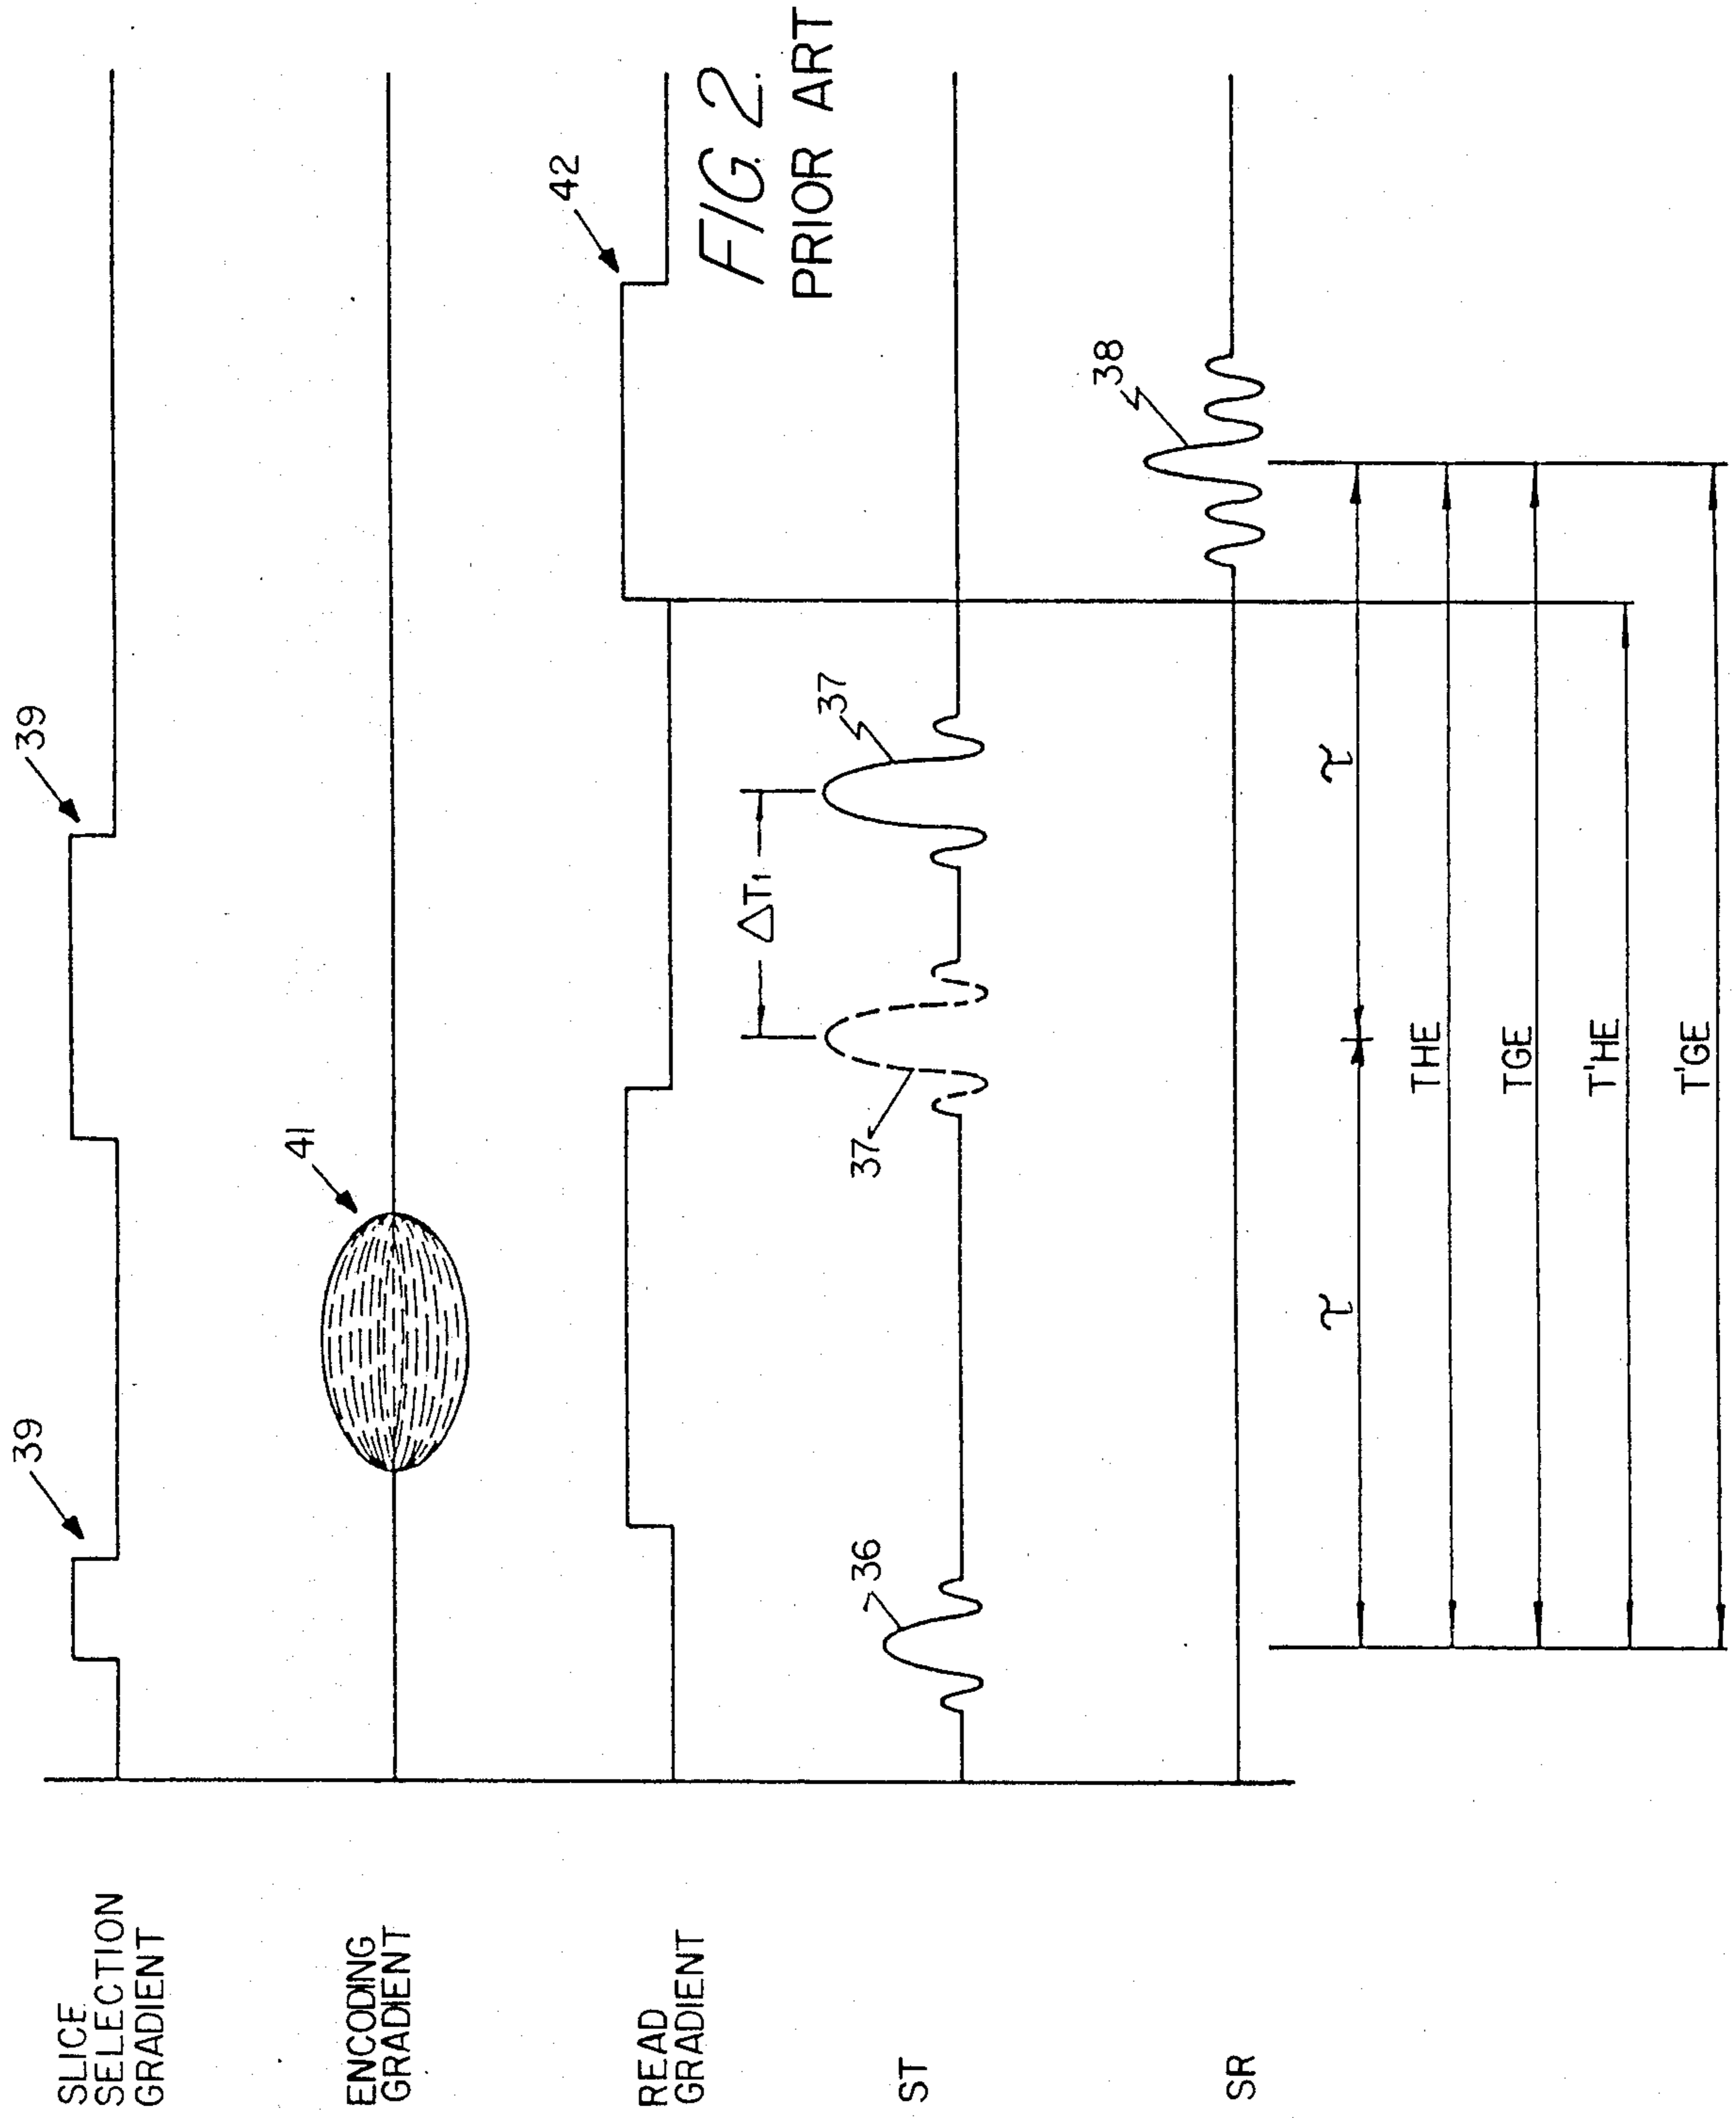 SLICE
SELECTION
GRADIENT
39
39
ENCODING
GRADIENT
41
READ
GRADIENT
42
FIG. 2.
PRIOR ART
ΔT1
ST
36
37
37
SR
38
τ
τ
THE
TGE
T'HE
T'GE